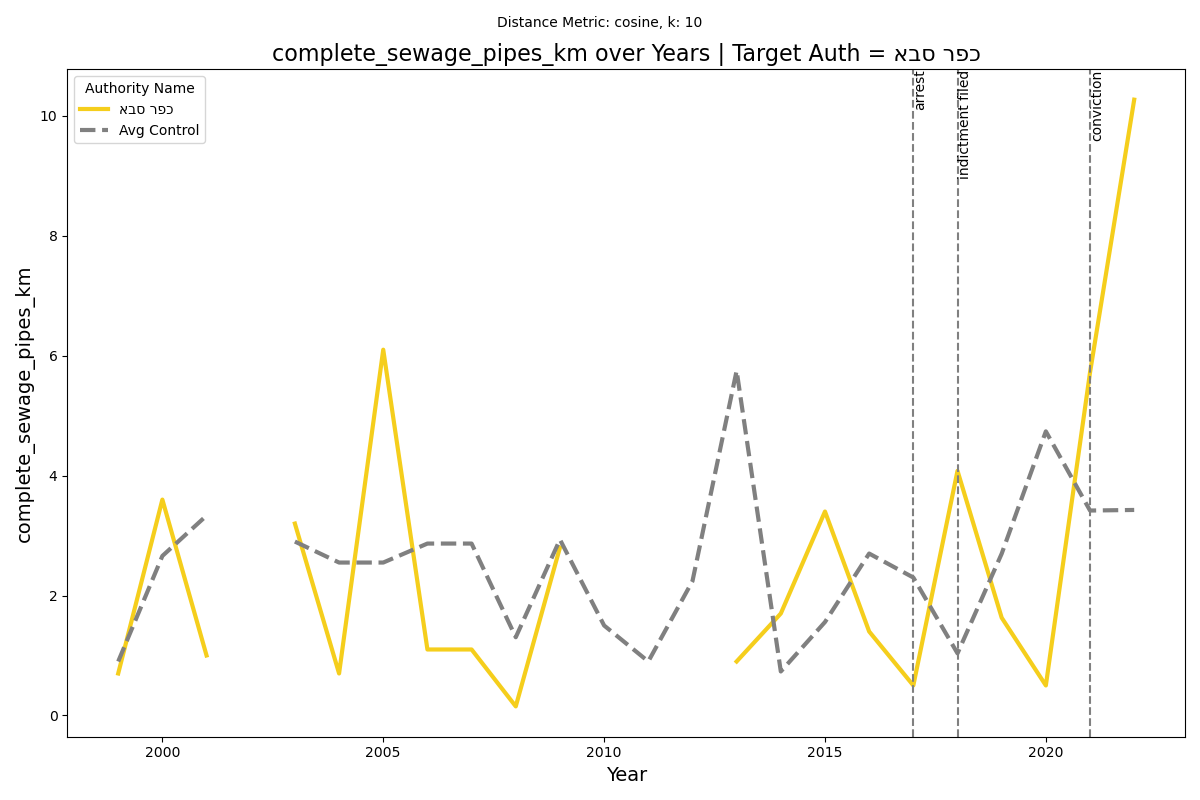 Distance Metric: cosine, k: 10
complete_sewage_pipes_km over Years | Target Auth = כפר סבא
Authority Name
כפר סבא
Avg Control
arrest
indictment filed
conviction
complete_sewage_pipes_km
10
8
6
4
2
0
2000 2005 2010 2015 2020
Year